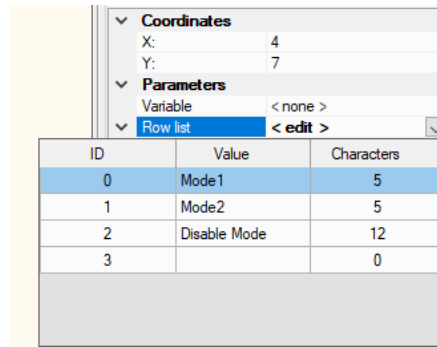 Coordinates
X: 4
Y: 7
Parameters
Variable < none >
Row list < edit >
ID Value Characters
0 Mode1 5
1 Mode2 5
2 Disable Mode 12
3 0